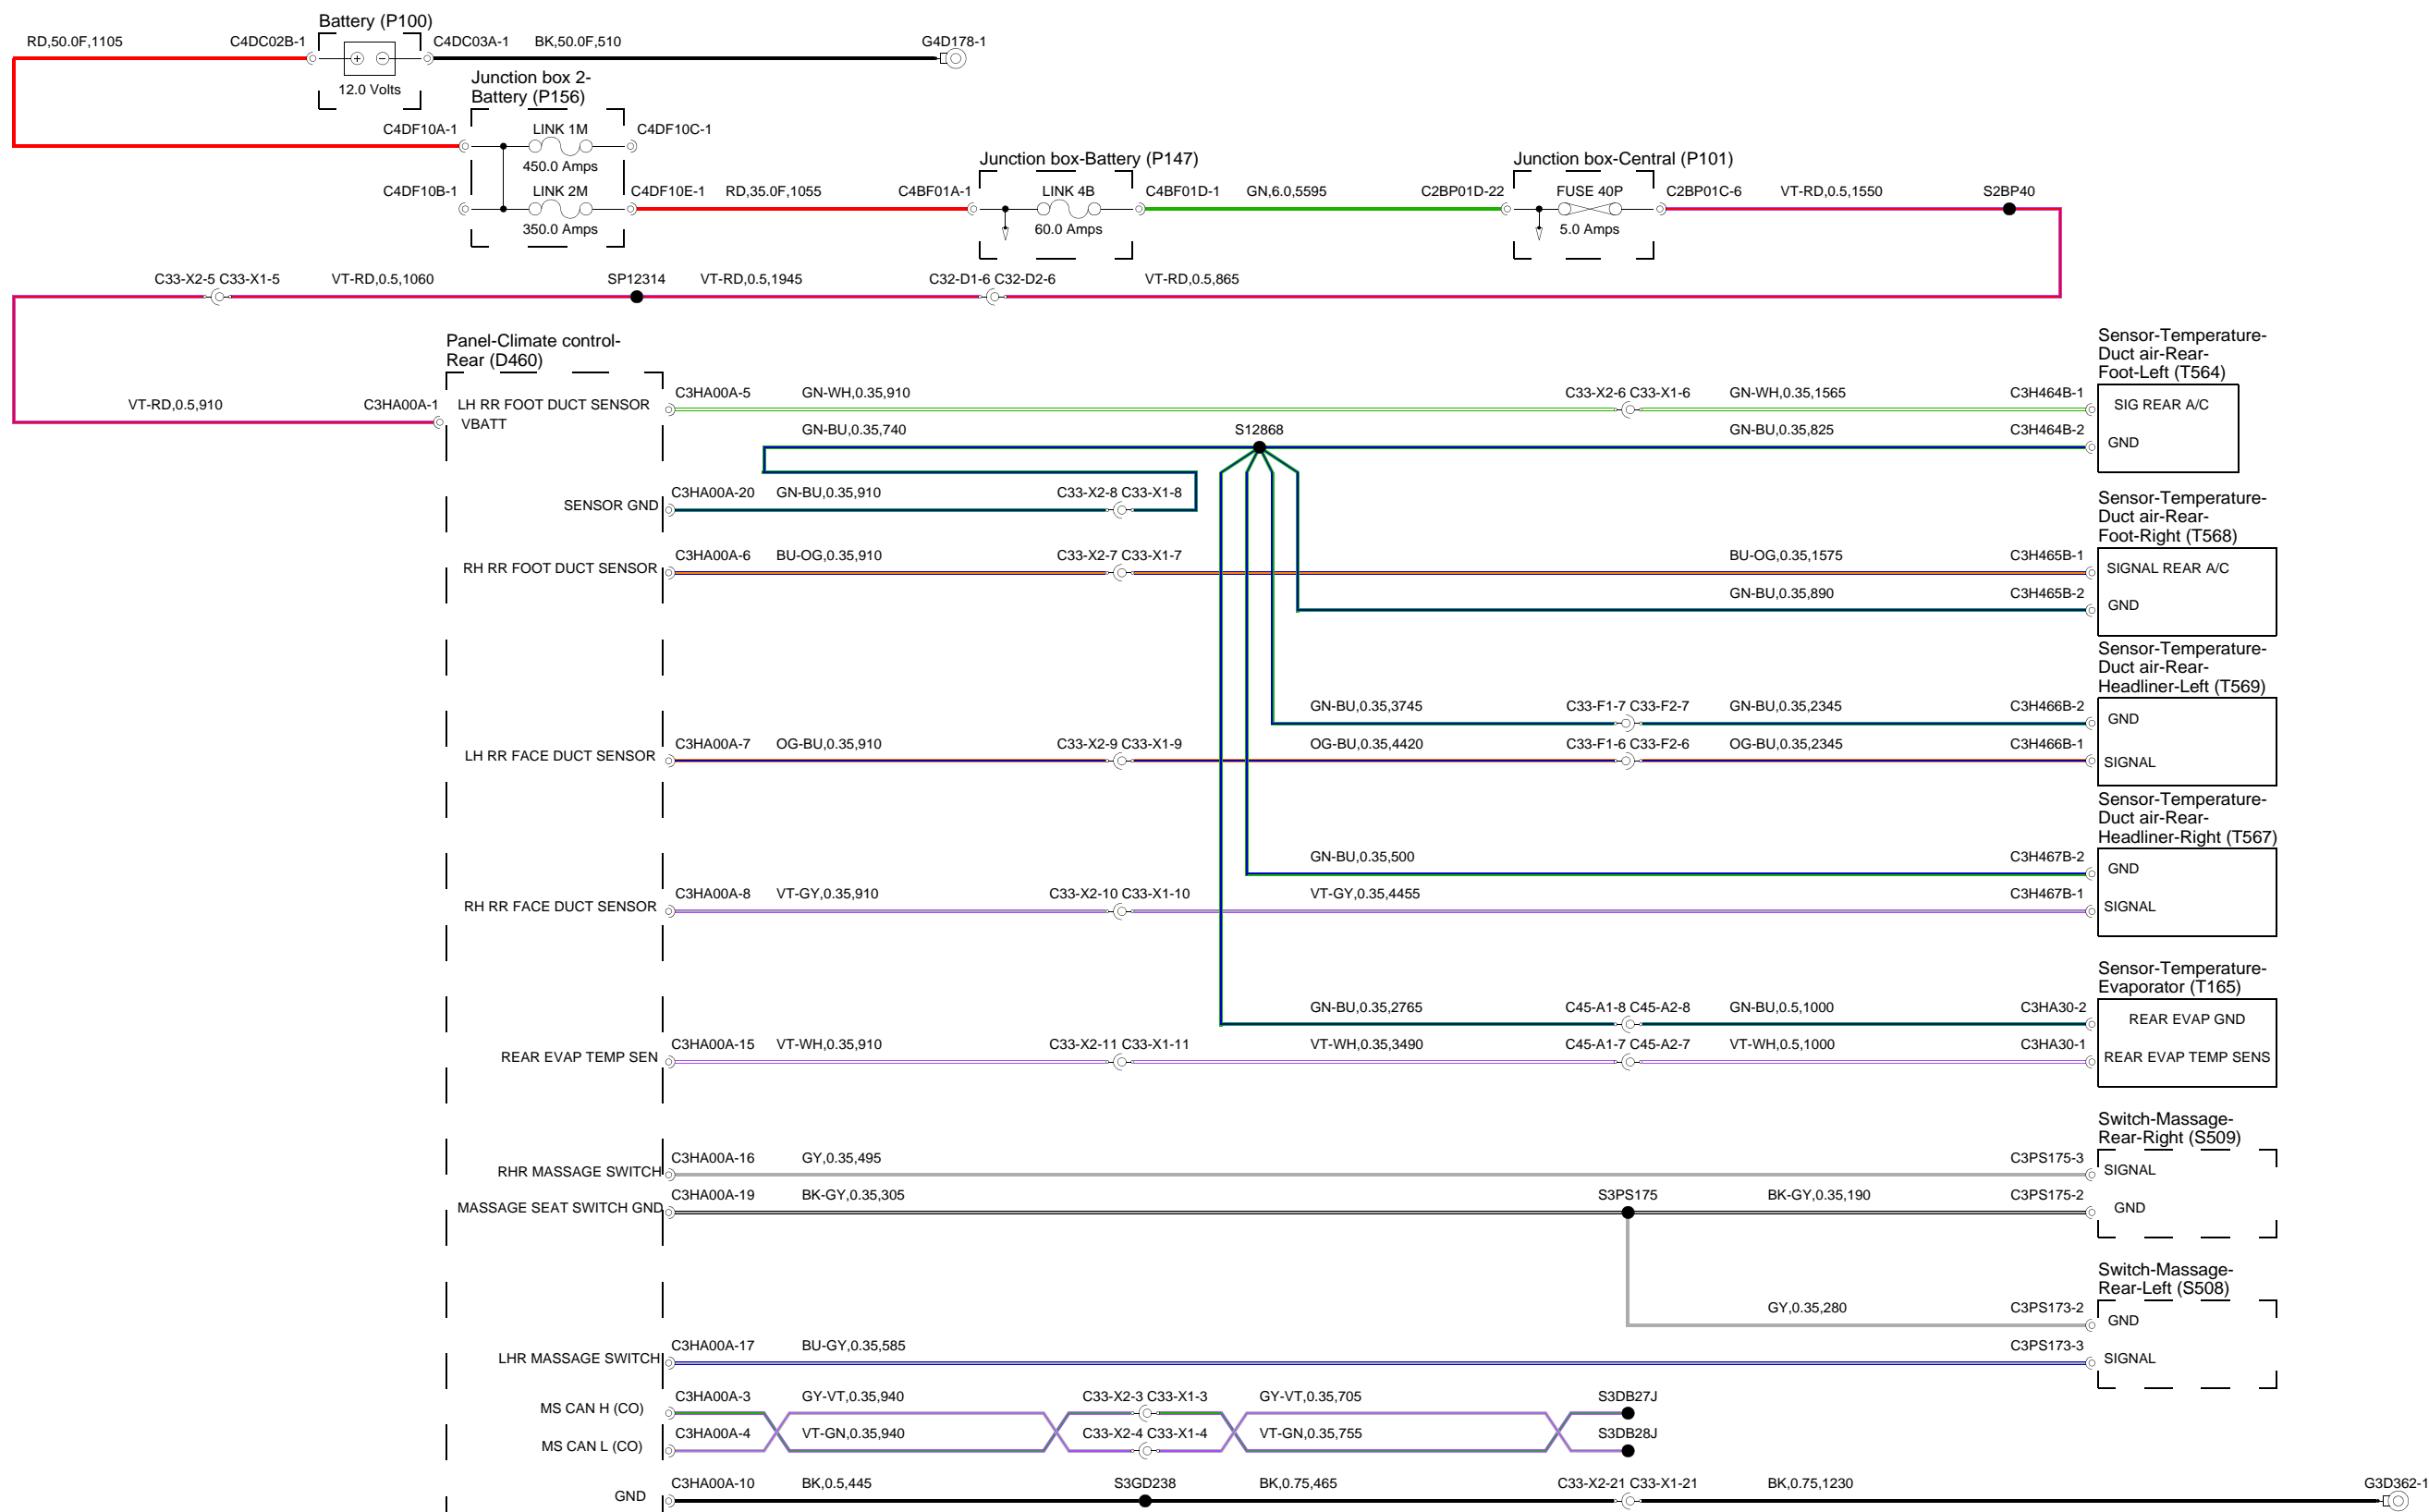 Battery (P100)
RD,50.0F,1105 C4DC02B-1 C4DC03A-1 BK,50.0F,510 G4D178-1
12.0 Volts
Junction box 2-
Battery (P156)
C4DF10A-1 LINK 1M C4DF10C-1
450.0 Amps
Junction box-Battery (P147) Junction box-Central (P101)
C4DF10B-1 LINK 2M C4DF10E-1 RD,35.0F,1055 C4BF01A-1 LINK 4B C4BF01D-1 GN,6.0,5595 C2BP01D-22 FUSE 40P C2BP01C-6 VT-RD,0.5,1550 S2BP40
350.0 Amps 60.0 Amps 5.0 Amps
C33-X2-5 C33-X1-5 VT-RD,0.5,1060 SP12314 VT-RD,0.5,1945 C32-D1-6 C32-D2-6 VT-RD,0.5,865
Panel-Climate control-
Rear (D460)
Sensor-Temperature-
Duct air-Rear-
Foot-Left (T564)
C3HA00A-5 GN-WH,0.35,910 C33-X2-6 C33-X1-6 GN-WH,0.35,1565 C3H464B-1
VT-RD,0.5,910 C3HA00A-1 LH RR FOOT DUCT SENSOR SIG REAR A/C
VBATT
GN-BU,0.35,740 S12868 GN-BU,0.35,825 C3H464B-2
GND
C3HA00A-20 GN-BU,0.35,910 C33-X2-8 C33-X1-8
SENSOR GND
Sensor-Temperature-
Duct air-Rear-
Foot-Right (T568)
C3HA00A-6 BU-OG,0.35,910 C33-X2-7 C33-X1-7 BU-OG,0.35,1575 C3H465B-1
RH RR FOOT DUCT SENSOR SIGNAL REAR A/C
GN-BU,0.35,890 C3H465B-2
GND
Sensor-Temperature-
Duct air-Rear-
Headliner-Left (T569)
GN-BU,0.35,3745 C33-F1-7 C33-F2-7 GN-BU,0.35,2345 C3H466B-2
GND
C3HA00A-7 OG-BU,0.35,910 C33-X2-9 C33-X1-9 OG-BU,0.35,4420 C33-F1-6 C33-F2-6 OG-BU,0.35,2345 C3H466B-1
LH RR FACE DUCT SENSOR SIGNAL
Sensor-Temperature-
Duct air-Rear-
Headliner-Right (T567)
GN-BU,0.35,500 C3H467B-2
GND
C3HA00A-8 VT-GY,0.35,910 C33-X2-10 C33-X1-10 VT-GY,0.35,4455 C3H467B-1
RH RR FACE DUCT SENSOR SIGNAL
Sensor-Temperature-
Evaporator (T165)
GN-BU,0.35,2765 C45-A1-8 C45-A2-8 GN-BU,0.5,1000 C3HA30-2
REAR EVAP GND
C3HA00A-15 VT-WH,0.35,910 C33-X2-11 C33-X1-11 VT-WH,0.35,3490 C45-A1-7 C45-A2-7 VT-WH,0.5,1000 C3HA30-1
REAR EVAP TEMP SEN REAR EVAP TEMP SENS
Switch-Massage-
Rear-Right (S509)
C3HA00A-16 GY,0.35,495 C3PS175-3
RHR MASSAGE SWITCH SIGNAL
C3HA00A-19 BK-GY,0.35,305 S3PS175 BK-GY,0.35,190 C3PS175-2
MASSAGE SEAT SWITCH GND GND
Switch-Massage-
Rear-Left (S508)
GY,0.35,280 C3PS173-2
GND
C3HA00A-17 BU-GY,0.35,585 C3PS173-3
LHR MASSAGE SWITCH SIGNAL
C3HA00A-3 GY-VT,0.35,940 C33-X2-3 C33-X1-3 GY-VT,0.35,705 S3DB27J
MS CAN H (CO)
C3HA00A-4 VT-GN,0.35,940 C33-X2-4 C33-X1-4 VT-GN,0.35,755 S3DB28J
MS CAN L (CO)
C3HA00A-10 BK,0.5,445 S3GD238 BK,0.75,465 C33-X2-21 C33-X1-21 BK,0.75,1230 G3D362-1
GND